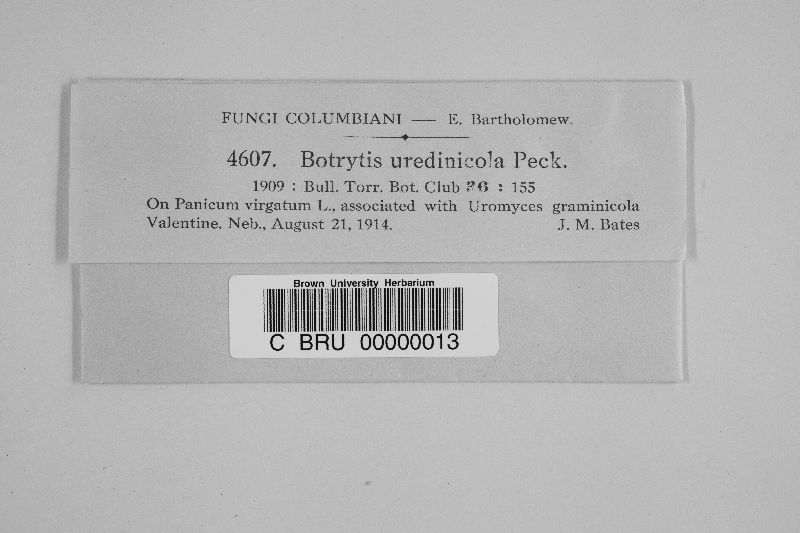 FUNGI COLUMBIANI — E. Bartholomew.
4607. Botrytis uredinicola Peck.
1909 : Bull. Torr. Bot. Club 36 : 155
On Panicum virgatum L., associated with Uromyces graminicola
Valentine. Neb., August 21, 1914. J. M. Bates
Brown University Herbarium
C BRU 00000013